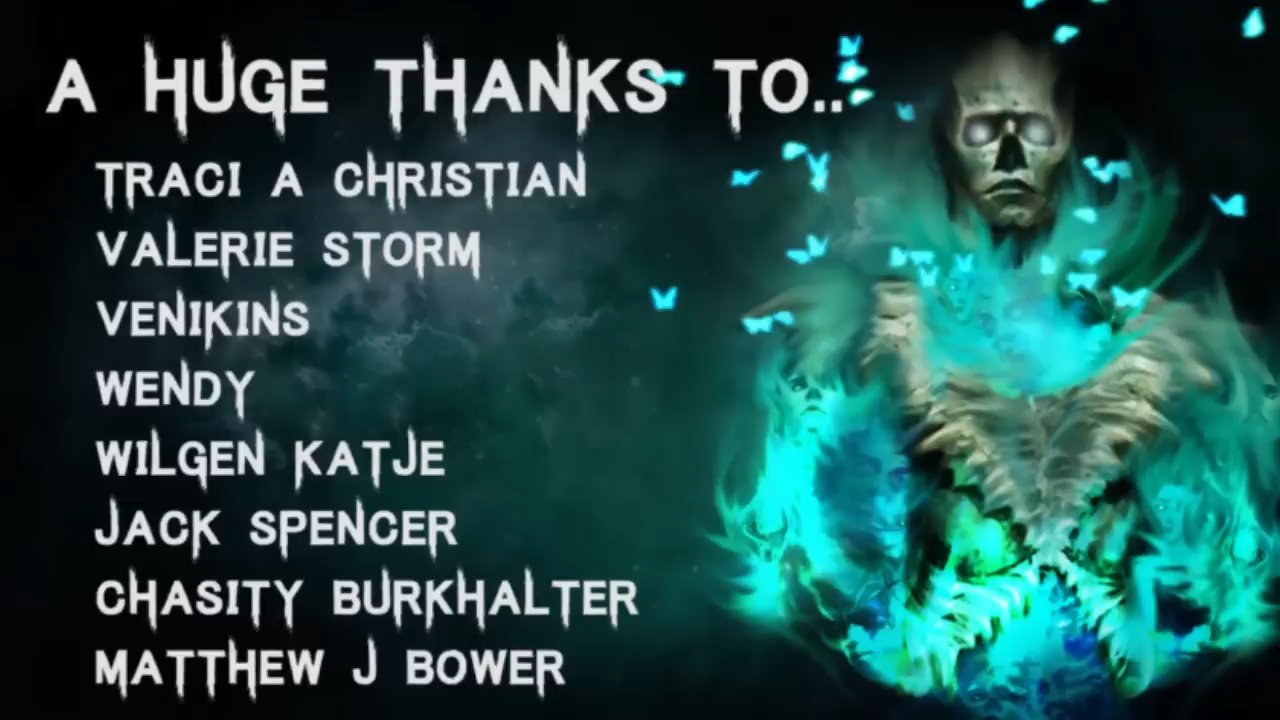 A HUGE THANKS TO..
TRACI A CHRISTIAN
VALERIE STORM
VENIKINS
WENDY
WILGEN KATJE
JACK SPENCER
CHASITY BURKHALTER
MATTHEW J BOWER